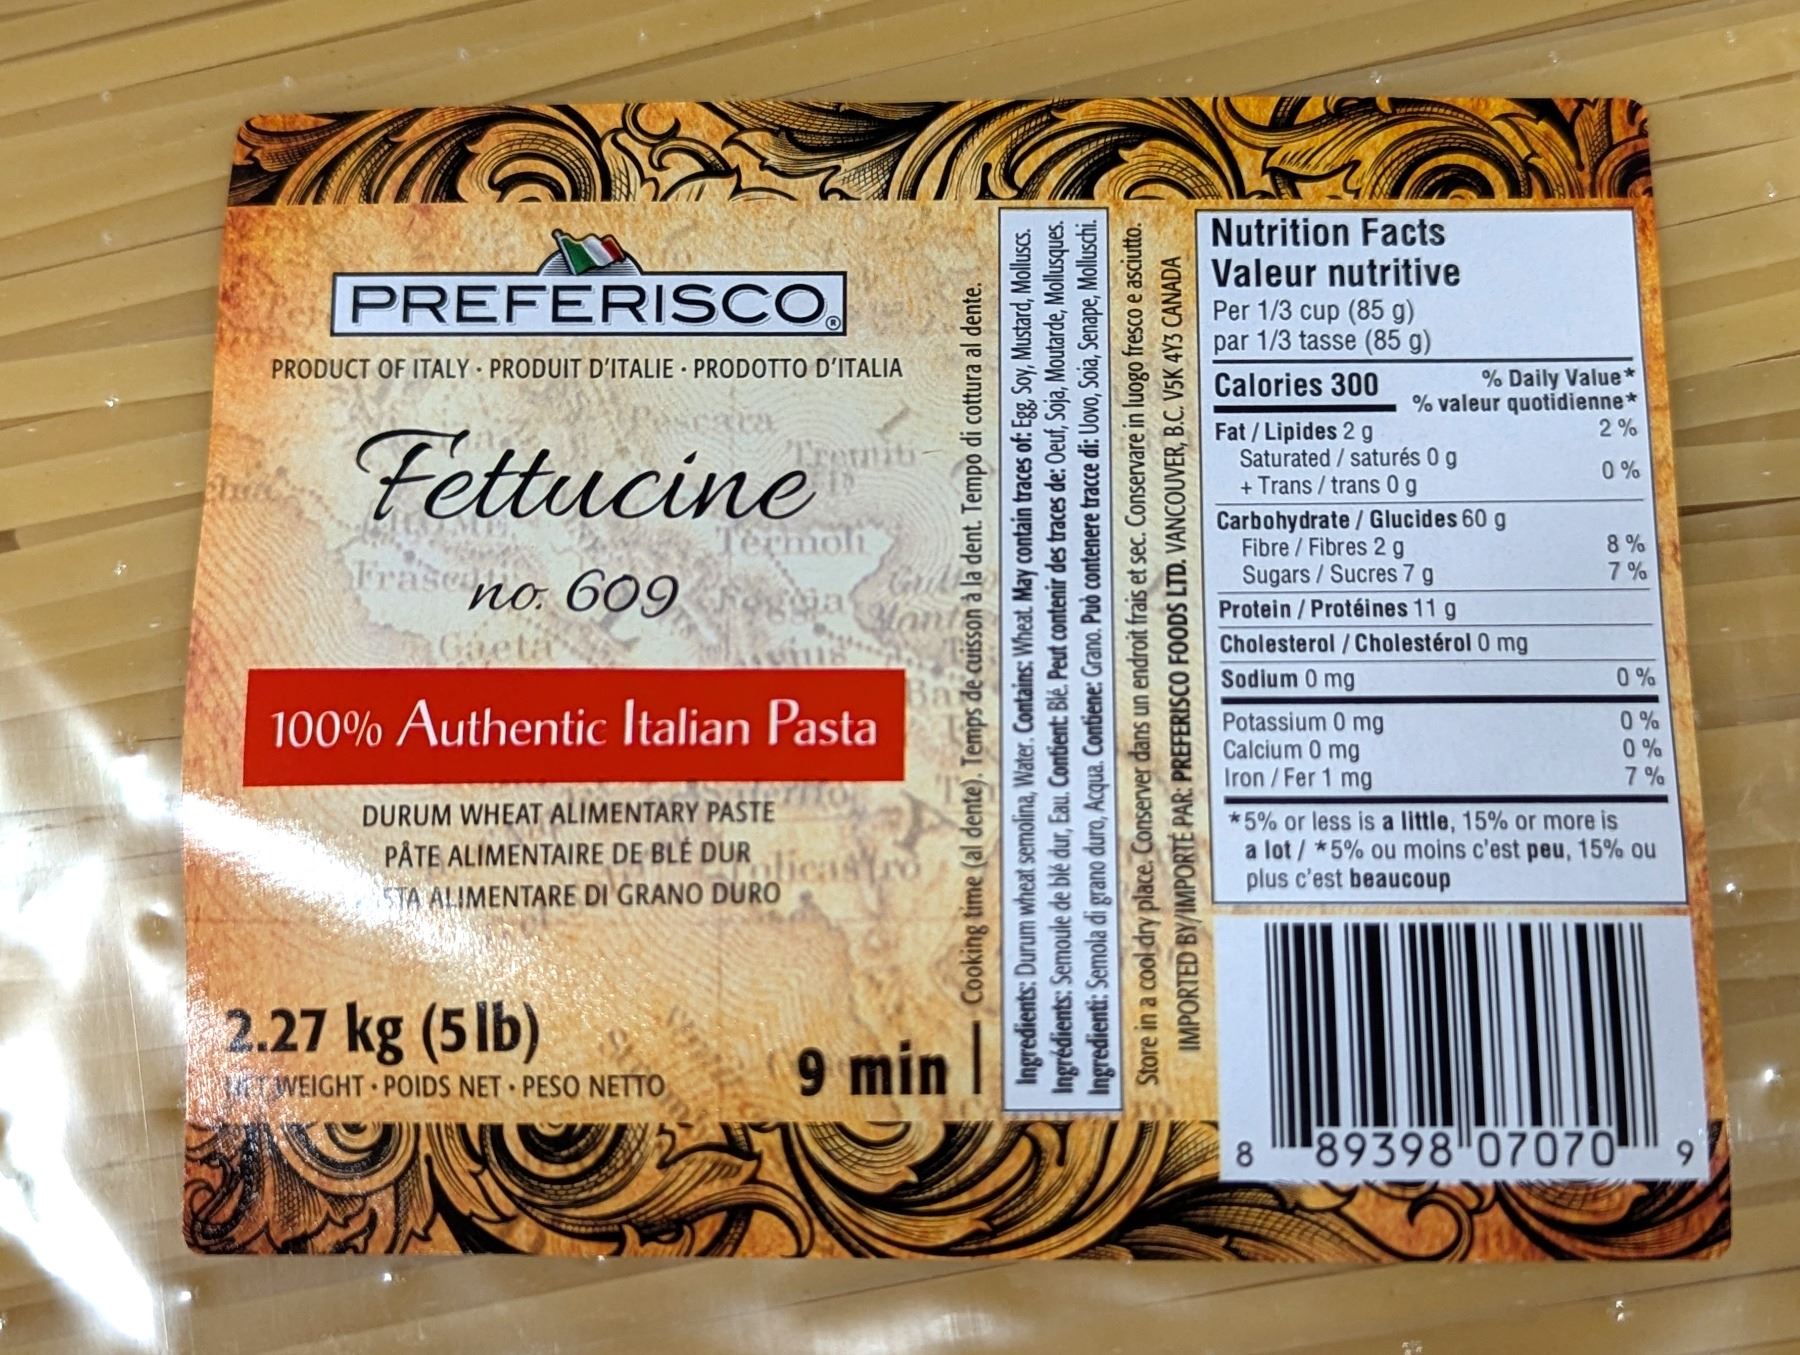 PREFERISCO®
PRODUCT OF ITALY · PRODUIT D'ITALIE · PRODOTTO D'ITALIA
Fettucine
no. 609
100% Authentic Italian Pasta
DURUM WHEAT ALIMENTARY PASTE
PÂTE ALIMENTAIRE DE BLÉ DUR
STA ALIMENTARE DI GRANO DURO
2.27 kg (5 lb)
WEIGHT · POIDS NET · PESO NETTO
9 min
Cooking time (al dente). Temps de cuisson à la dent. Tempo di cottura al dente.
Ingredients: Durum wheat semolina, Water. Contains: Wheat. May contain traces of: Egg, Soy, Mustard, Molluscs.
Ingrédients: Semoule de blé dur, Eau. Contient: Blé. Peut contenir des traces de: Oeuf, Soja, Moutarde, Mollusques.
Ingredienti: Semola di grano duro, Acqua. Contiene: Grano. Può contenere tracce di: Uovo, Soia, Senape, Molluschi.
Store in a cool dry place. Conserver dans un endroit frais et sec. Conservare in luogo fresco e asciutto.
IMPORTED BY/IMPORTÉ PAR: PREFERISCO FOODS LTD. VANCOUVER, B.C. V5K 4Y3 CANADA
Nutrition Facts
Valeur nutritive
Per 1/3 cup (85 g)
par 1/3 tasse (85 g)
Calories 300
% Daily Value*
% valeur quotidienne*
Fat / Lipides 2 g 2 %
Saturated / saturés 0 g
+ Trans / trans 0 g 0 %
Carbohydrate / Glucides 60 g
Fibre / Fibres 2 g 8 %
Sugars / Sucres 7 g 7 %
Protein / Protéines 11 g
Cholesterol / Cholestérol 0 mg
Sodium 0 mg 0 %
Potassium 0 mg 0 %
Calcium 0 mg 0 %
Iron / Fer 1 mg 7 %
*5% or less is a little, 15% or more is
a lot / *5% ou moins c'est peu, 15% ou
plus c'est beaucoup
8 89398 07070 9
Pescara
Tremiti
Termoli
Foggia
Gaeta